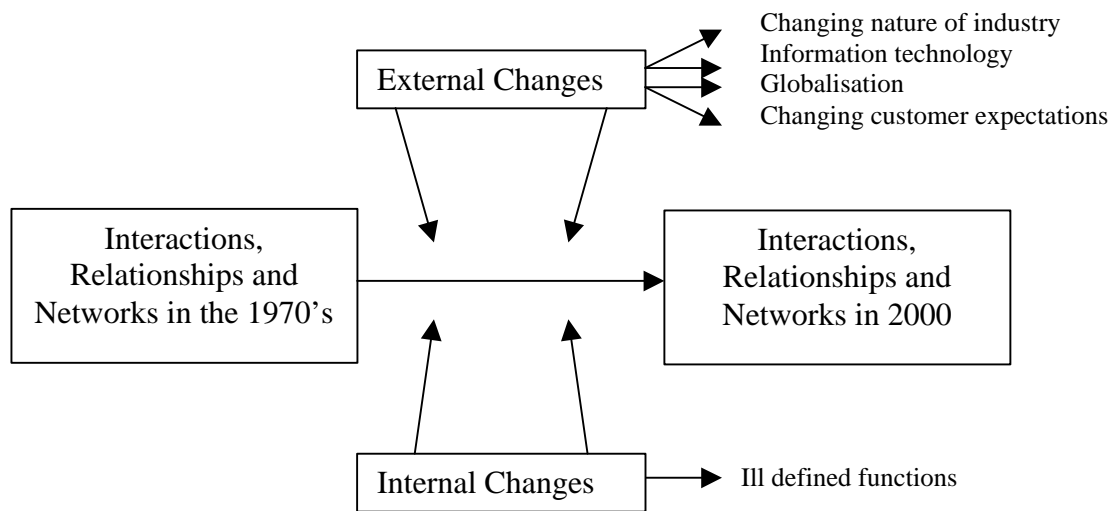 Changing nature of industry
Information technology
External Changes
Globalisation
Changing customer expectations
Interactions,
Relationships and
Networks in the 1970's
Interactions,
Relationships and
Networks in 2000
Internal Changes
Ill defined functions